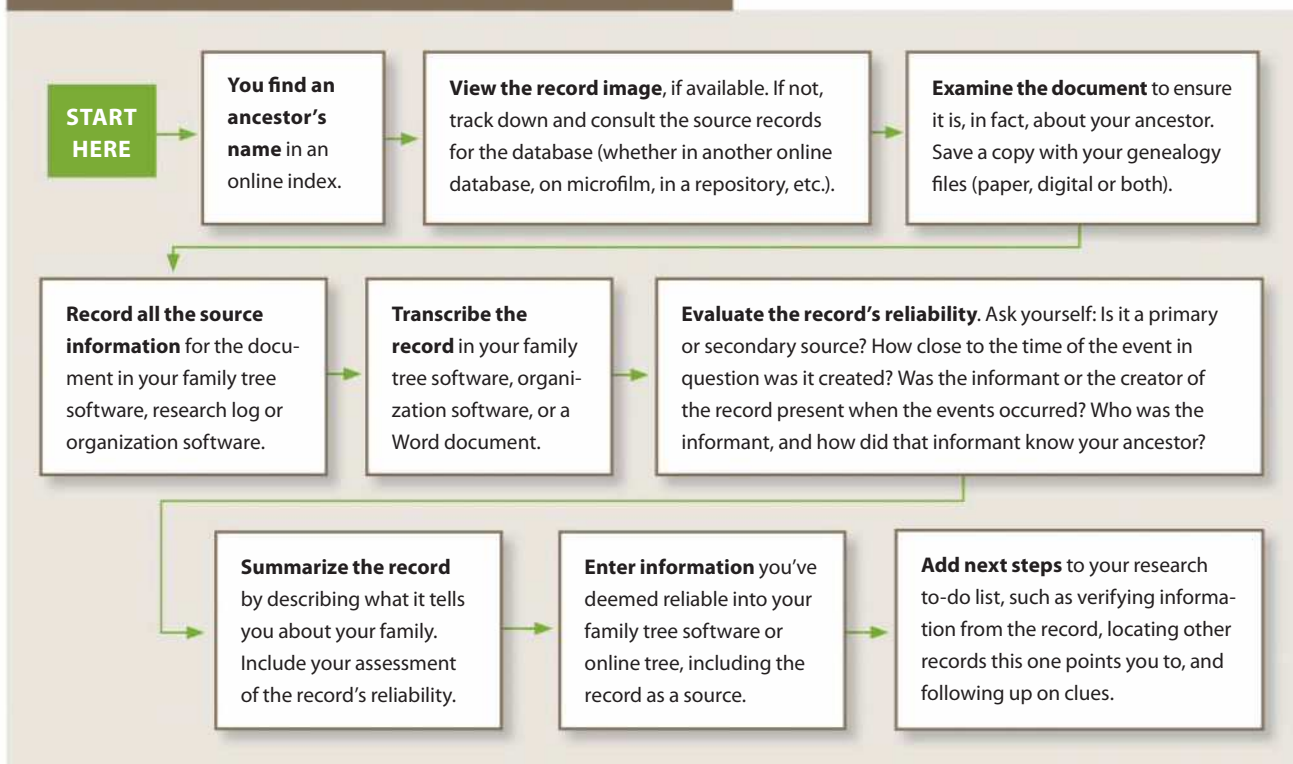 START
HERE
You find an
ancestor's
name in an
online index.
View the record image, if available. If not,
track down and consult the source records
for the database (whether in another online
database, on microfilm, in a repository, etc.).
Examine the document to ensure
it is, in fact, about your ancestor.
Save a copy with your genealogy
files (paper, digital or both).
Record all the source
information for the docu-
ment in your family tree
software, research log or
organization software.
Transcribe the
record in your family
tree software, organi-
zation software, or a
Word document.
Evaluate the record's reliability. Ask yourself: Is it a primary
or secondary source? How close to the time of the event in
question was it created? Was the informant or the creator of
the record present when the events occurred? Who was the
informant, and how did that informant know your ancestor?
Summarize the record
by describing what it tells
you about your family.
Include your assessment
of the record's reliability.
Enter information you've
deemed reliable into your
family tree software or
online tree, including the
record as a source.
Add next steps to your research
to-do list, such as verifying informa-
tion from the record, locating other
records this one points you to, and
following up on clues.